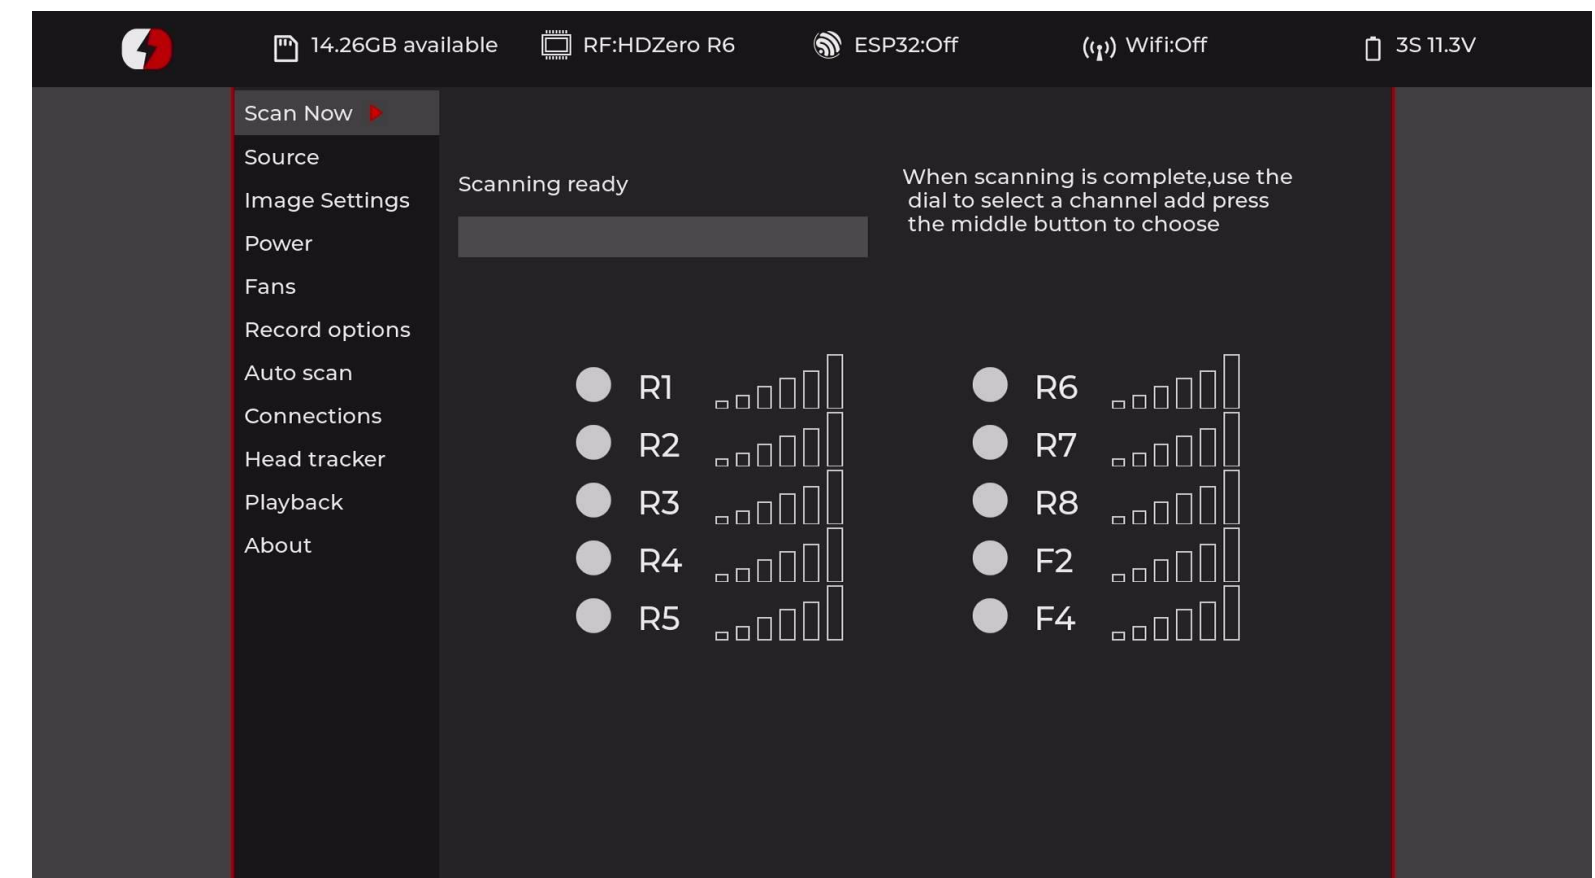 14.26GB available RF:HDZero R6 ESP32:Off Wifi:Off 3S 11.3V
Scan Now
Source
Image Settings
Power
Fans
Record options
Auto scan
Connections
Head tracker
Playback
About
Scanning ready
When scanning is complete,use the
dial to select a channel add press
the middle button to choose
R1
R2
R3
R4
R5
R6
R7
R8
F2
F4